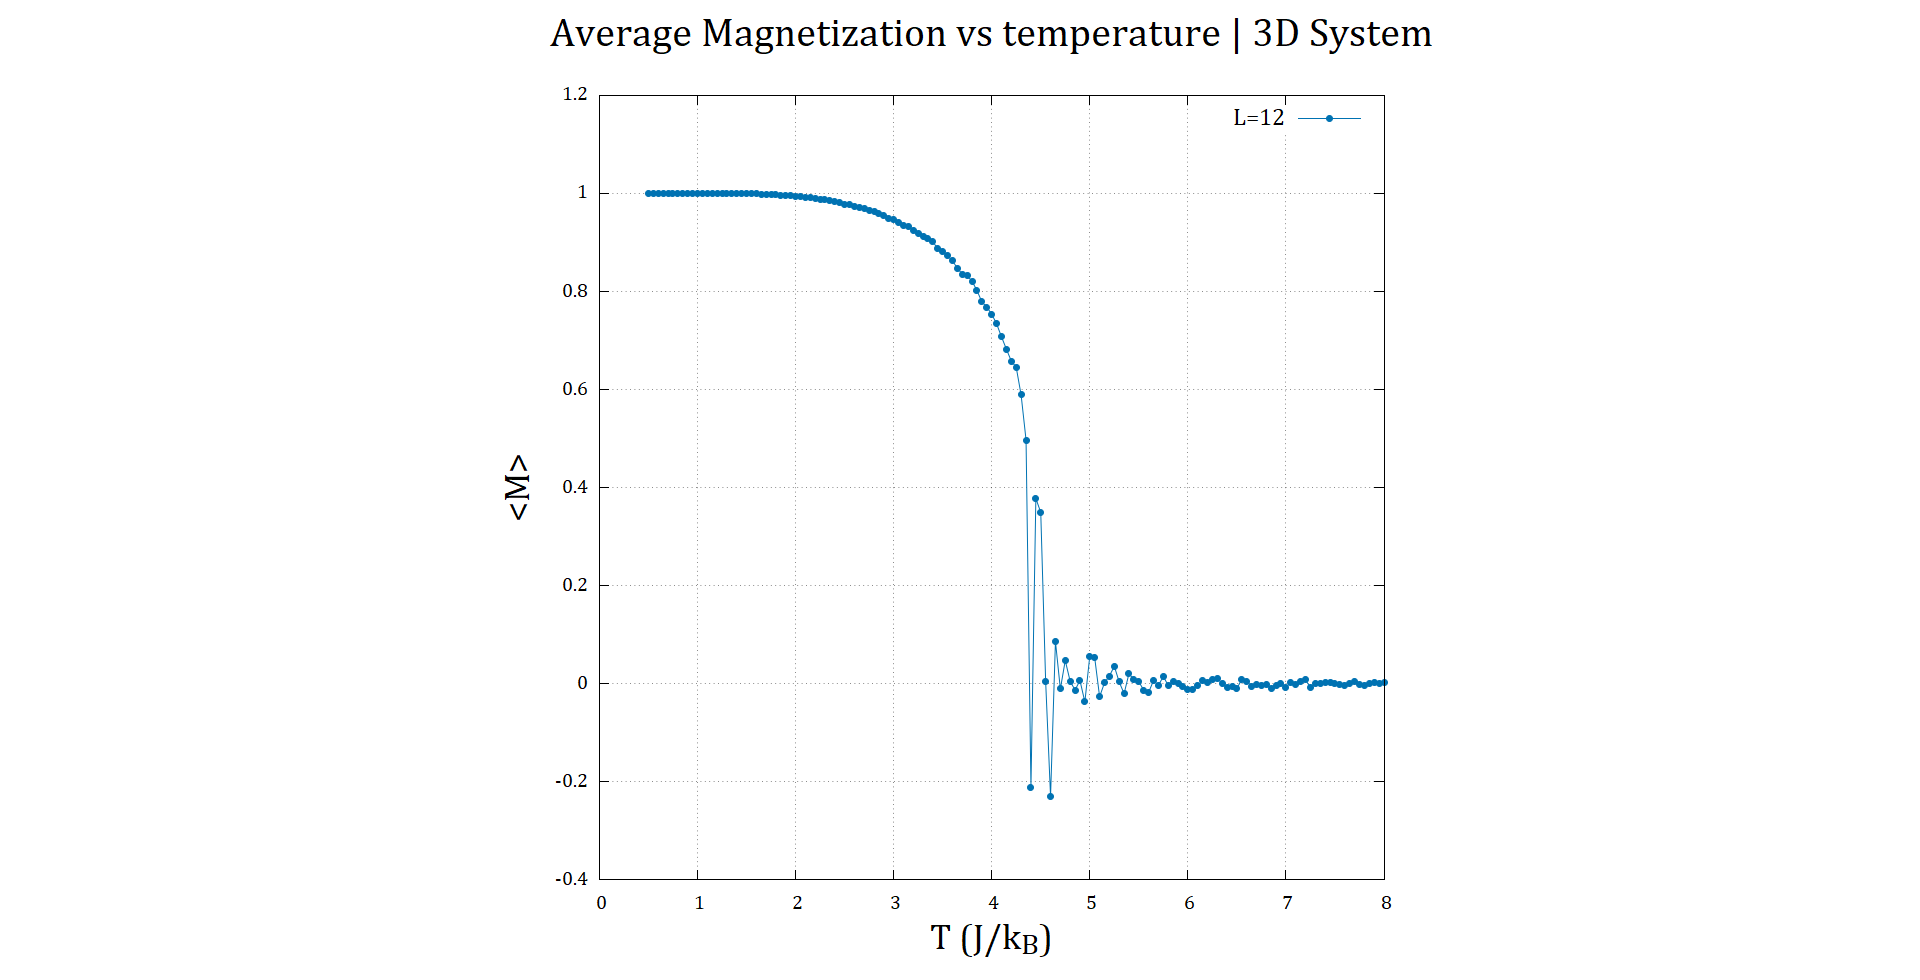 Average Magnetization vs temperature | 3D System
L=12
1.2
1
0.8
0.6
0.4
0.2
0
-0.2
-0.4
<M>
0 1 2 3 4 5 6 7 8
T (J/kB)